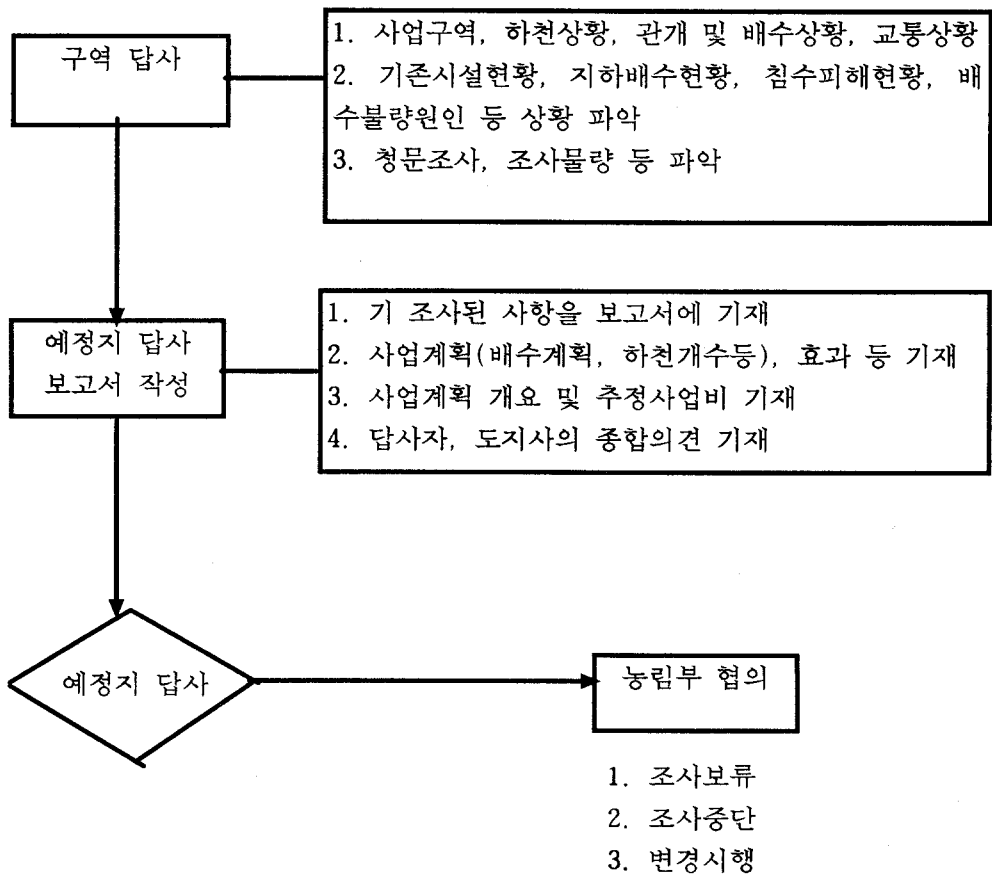 구역 답사
1. 사업구역, 하천상황, 관개 및 배수상황, 교통상황
2. 기존시설현황, 지하배수현황, 침수피해현황, 배
수불량원인 등 상황 파악
3. 청문조사, 조사물량 등 파악
예정지 답사
보고서 작성
1. 기 조사된 사항을 보고서에 기재
2. 사업계획(배수계획, 하천개수등), 효과 등 기재
3. 사업계획 개요 및 추정사업비 기재
4. 답사자, 도지사의 종합의견 기재
예정지 답사
농림부 협의
1. 조사보류
2. 조사중단
3. 변경시행